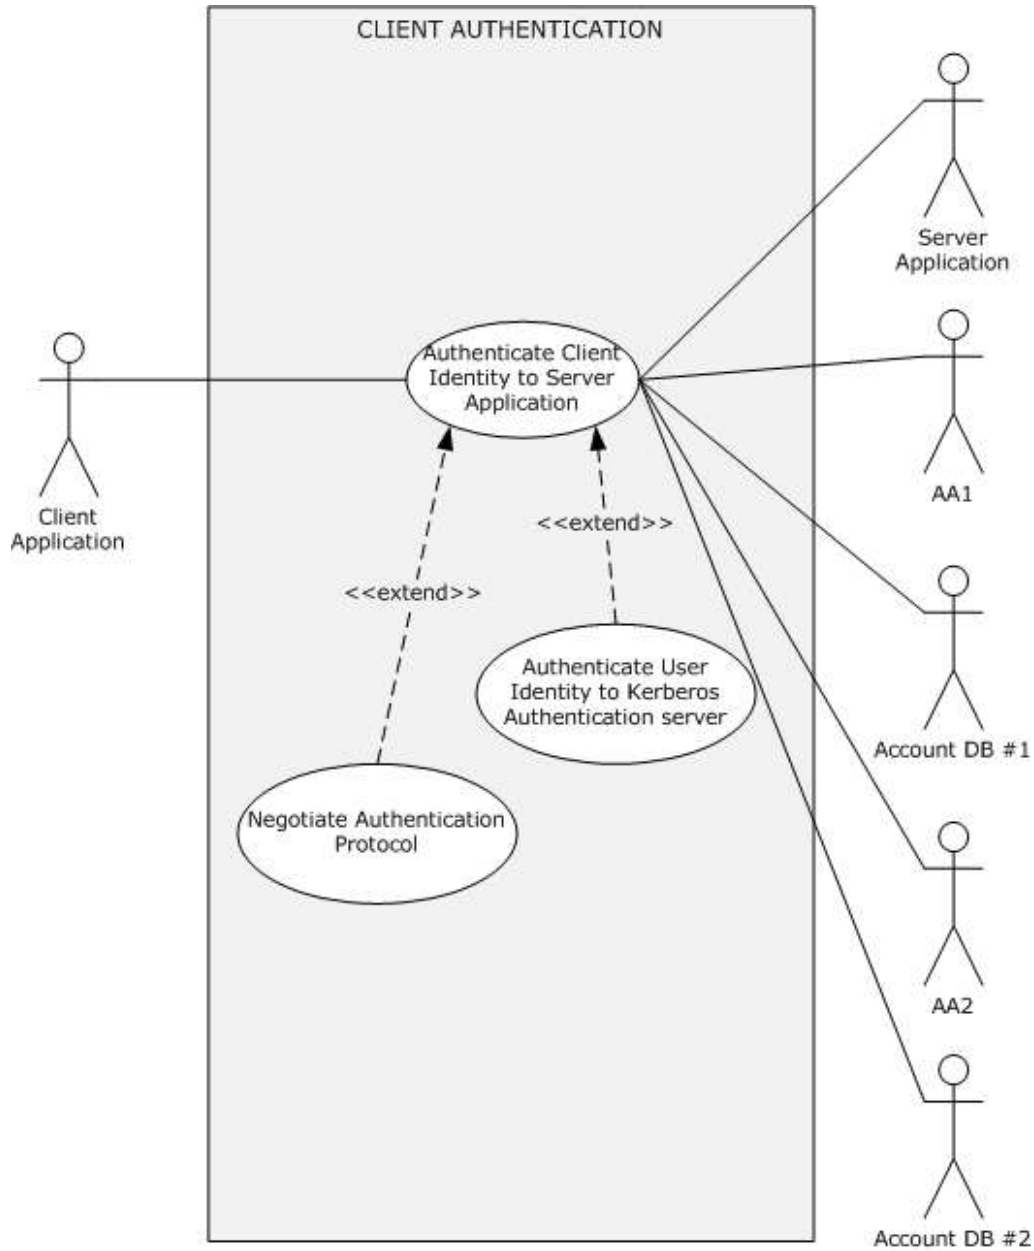 CLIENT AUTHENTICATION
Server
Application
Authenticate Client
Identity to Server
Application
AA1
Client
Application
<<extend>>
<<extend>>
Authenticate User
Identity to Kerberos
Authentication server
Account DB #1
Negotiate Authentication
Protocol
AA2
Account DB #2